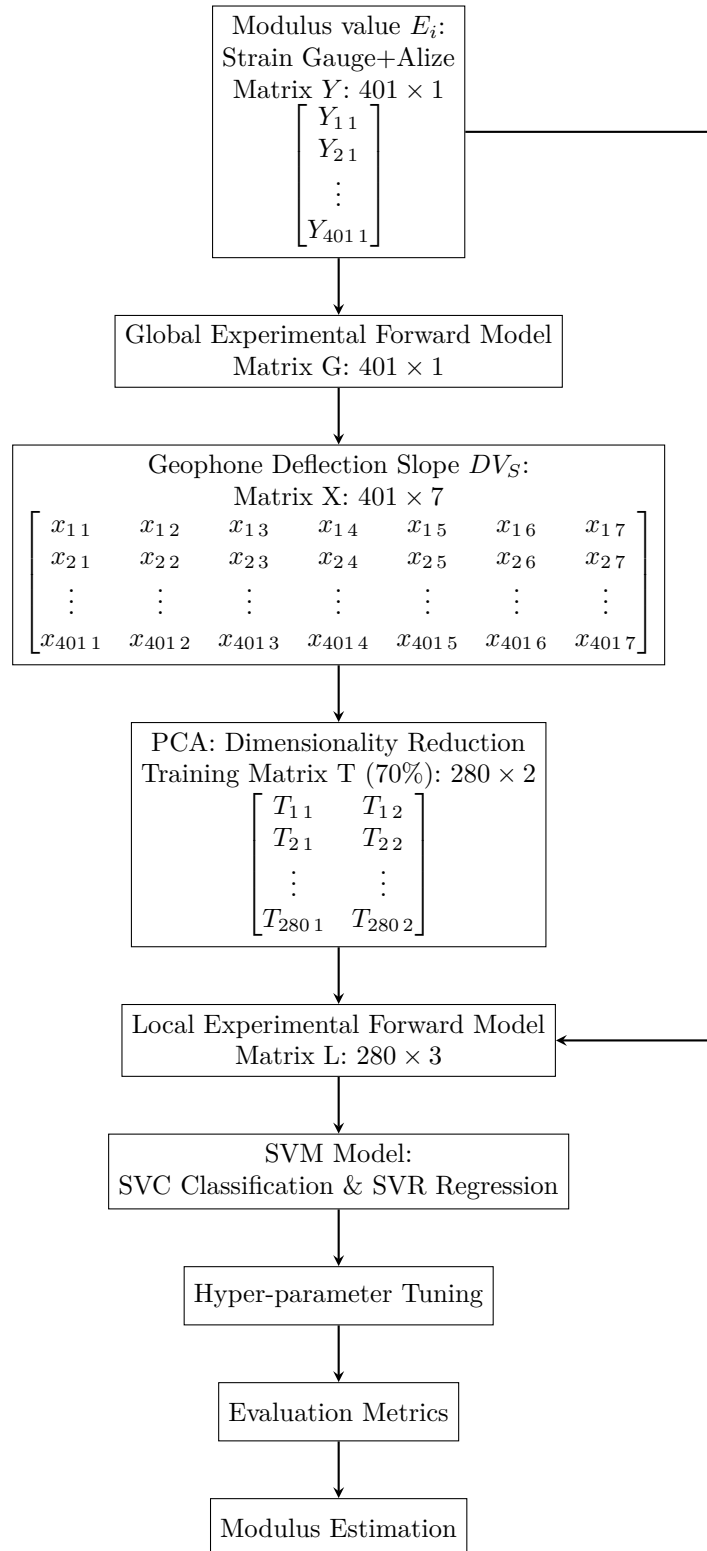 Modulus value E_i:
Strain Gauge+Alize
Matrix Y: 401 × 1
Y_{1 1}
Y_{2 1}
⋮
Y_{401 1}
Global Experimental Forward Model
Matrix G: 401 × 1
Geophone Deflection Slope DV_S:
Matrix X: 401 × 7
x_{1 1} x_{1 2} x_{1 3} x_{1 4} x_{1 5} x_{1 6} x_{1 7}
x_{2 1} x_{2 2} x_{2 3} x_{2 4} x_{2 5} x_{2 6} x_{2 7}
⋮ ⋮ ⋮ ⋮ ⋮ ⋮ ⋮
x_{401 1} x_{401 2} x_{401 3} x_{401 4} x_{401 5} x_{401 6} x_{401 7}
PCA: Dimensionality Reduction
Training Matrix T (70%): 280 × 2
T_{1 1} T_{1 2}
T_{2 1} T_{2 2}
⋮ ⋮
T_{280 1} T_{280 2}
Local Experimental Forward Model
Matrix L: 280 × 3
SVM Model:
SVC Classification & SVR Regression
Hyper-parameter Tuning
Evaluation Metrics
Modulus Estimation